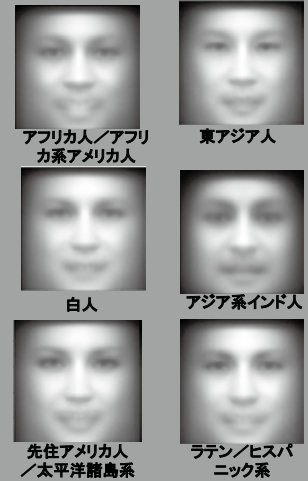 アフリカ人／アフリ
カ系アメリカ人
東アジア人
白人
アジア系インド人
先住アメリカ人
／太平洋諸島系
ラテン／ヒスパ
ニック系